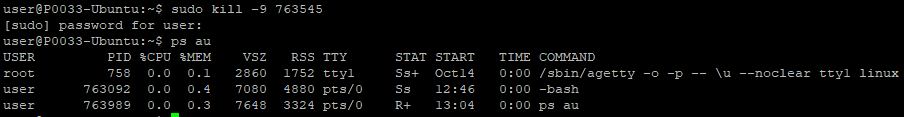 user@P0033-Ubuntu:~$ sudo kill -9 763545
[sudo] password for user:
user@P0033-Ubuntu:~$ ps au
USER         PID %CPU %MEM    VSZ   RSS TTY      STAT START   TIME COMMAND
root         758  0.0  0.1   2860  1752 tty1     Ss+  Oct14   0:00 /sbin/agetty -o -p -- \u --noclear tty1 linux
user      763092  0.0  0.4   7080  4880 pts/0    Ss   12:46   0:00 -bash
user      763989  0.0  0.3   7648  3324 pts/0    R+   13:04   0:00 ps au